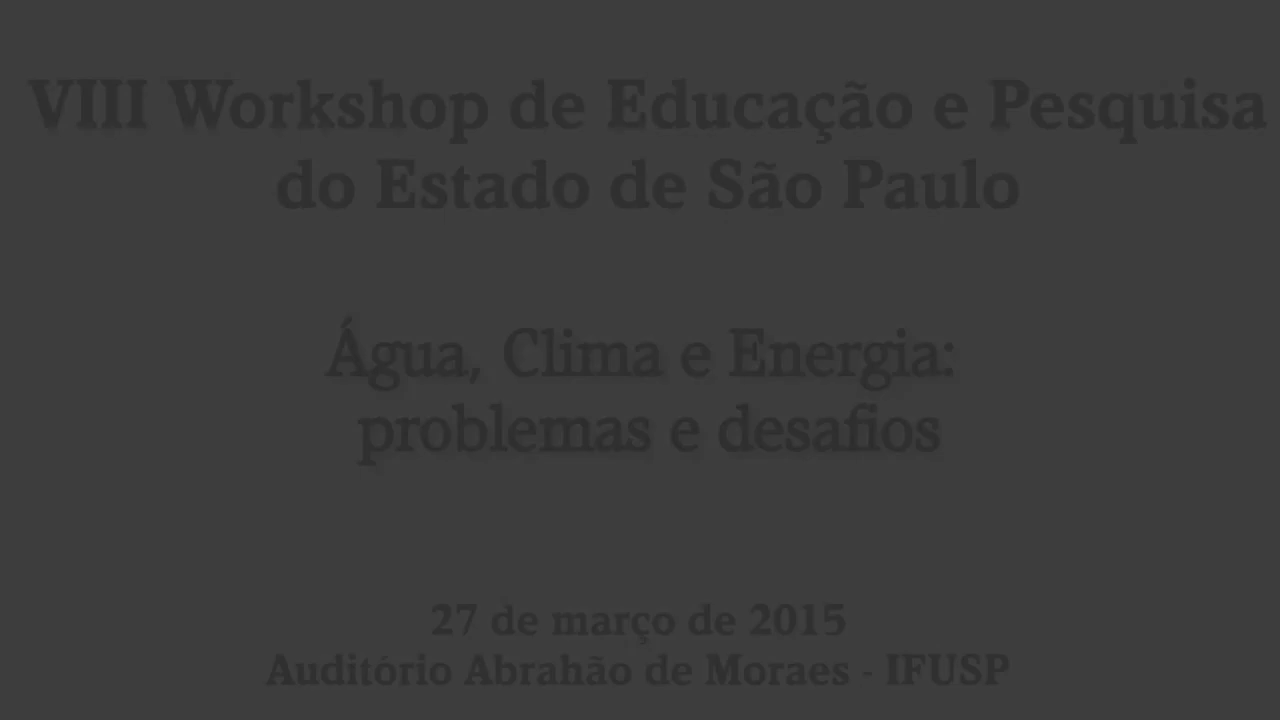 VIII Workshop de Educação e Pesquisa
do Estado de São Paulo
Água, Clima e Energia:
problemas e desafios
27 de março de 2015
Auditório Abrahão de Moraes - IFUSP